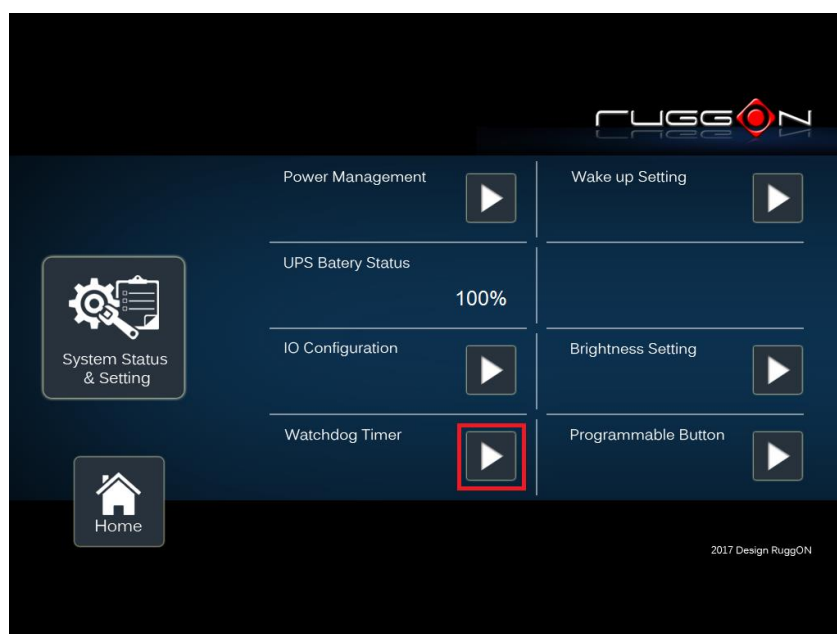 RUGGON
Power Management
Wake up Setting
UPS Batery Status
100%
System Status
& Setting
IO Configuration
Brightness Setting
Watchdog Timer
Programmable Button
Home
2017 Design RuggON